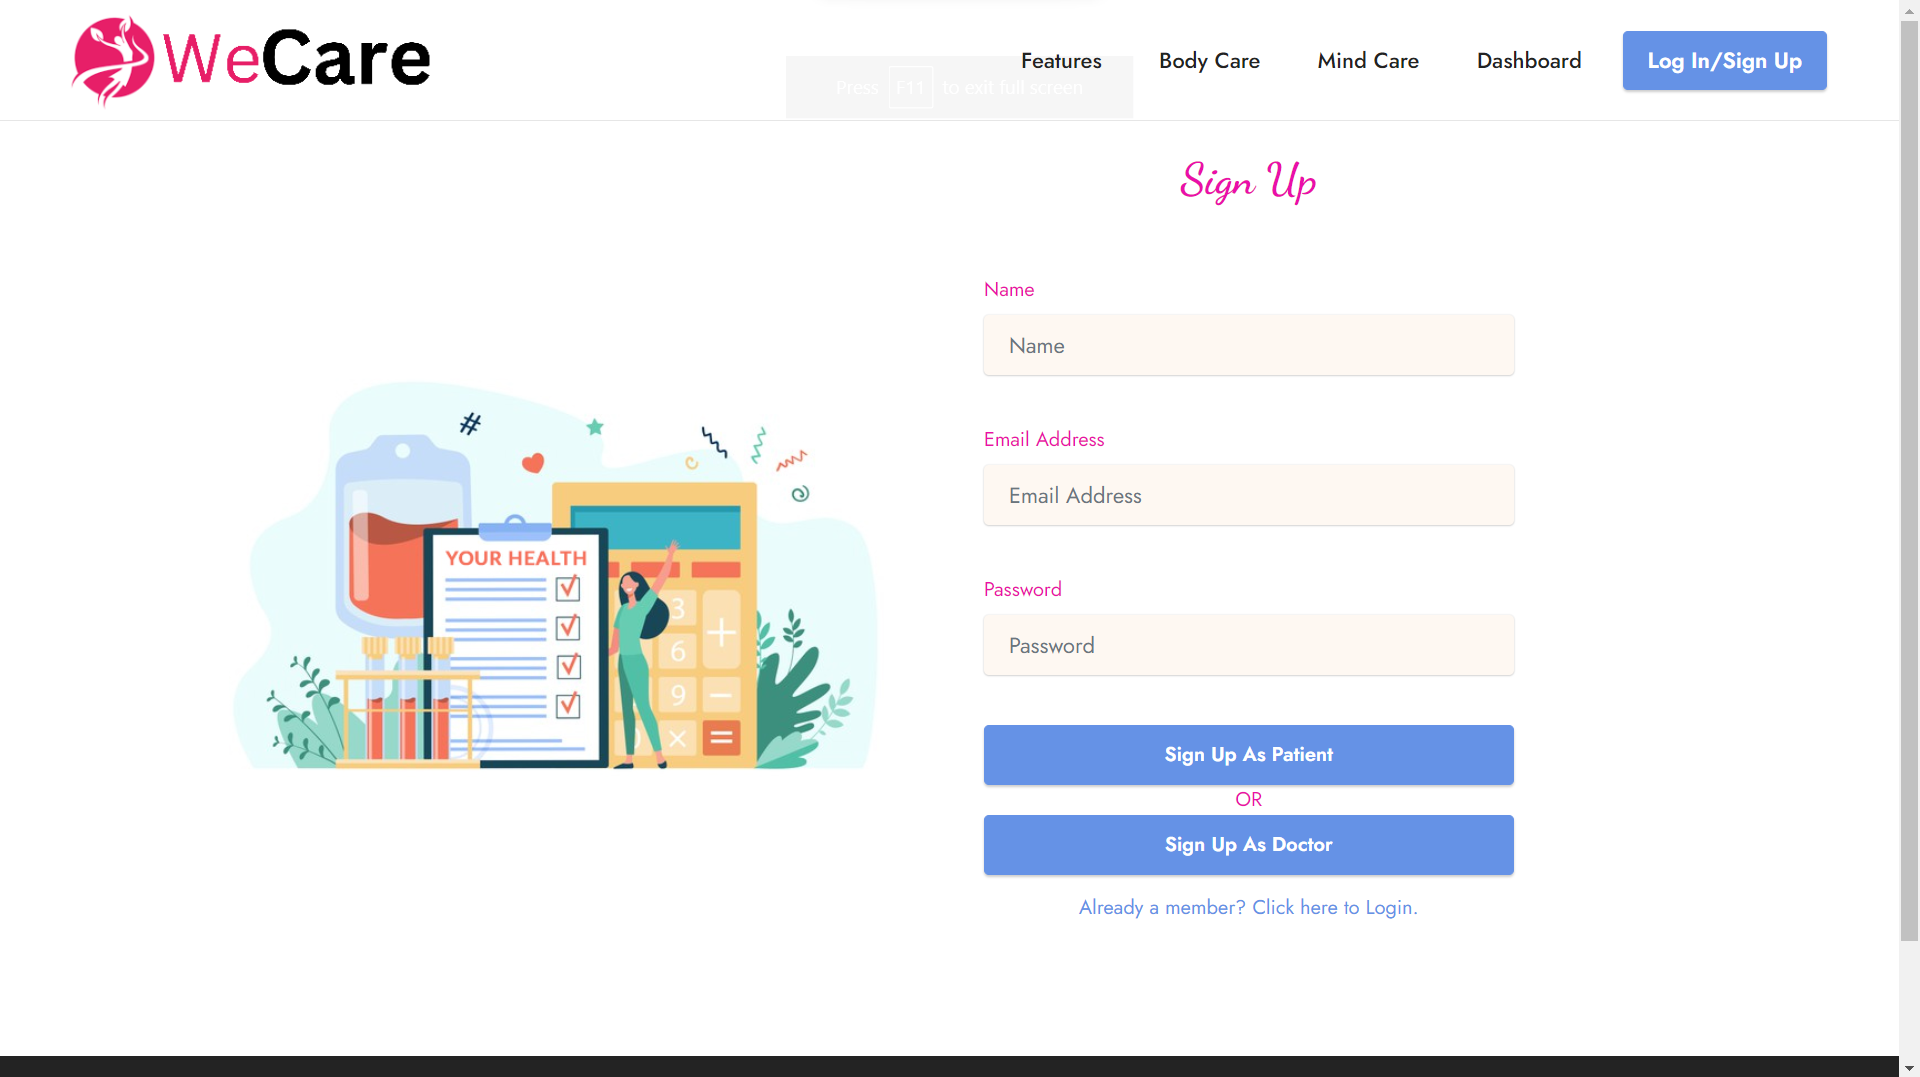 WeCare
Features Body Care Mind Care Dashboard Log In/Sign Up
Press F11 to exit full screen
Sign Up
Name
Name
Email Address
Email Address
Password
Password
Sign Up As Patient
OR
Sign Up As Doctor
Already a member? Click here to Login.
#
YOUR HEALTH
3
+
6
9
−
×
=